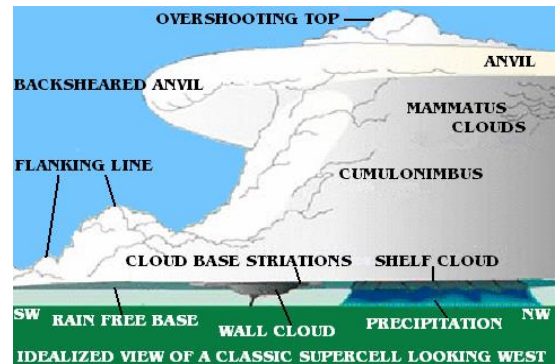 OVERSHOOTING TOP
ANVIL
BACKSHEARED ANVIL
MAMMATUS
CLOUDS
FLANKING LINE
CUMULONIMBUS
CLOUD BASE STRIATIONS
SHELF CLOUD
SW
RAIN FREE BASE
WALL CLOUD
PRECIPITATION
NW
IDEALIZED VIEW OF A CLASSIC SUPERCELL LOOKING WEST